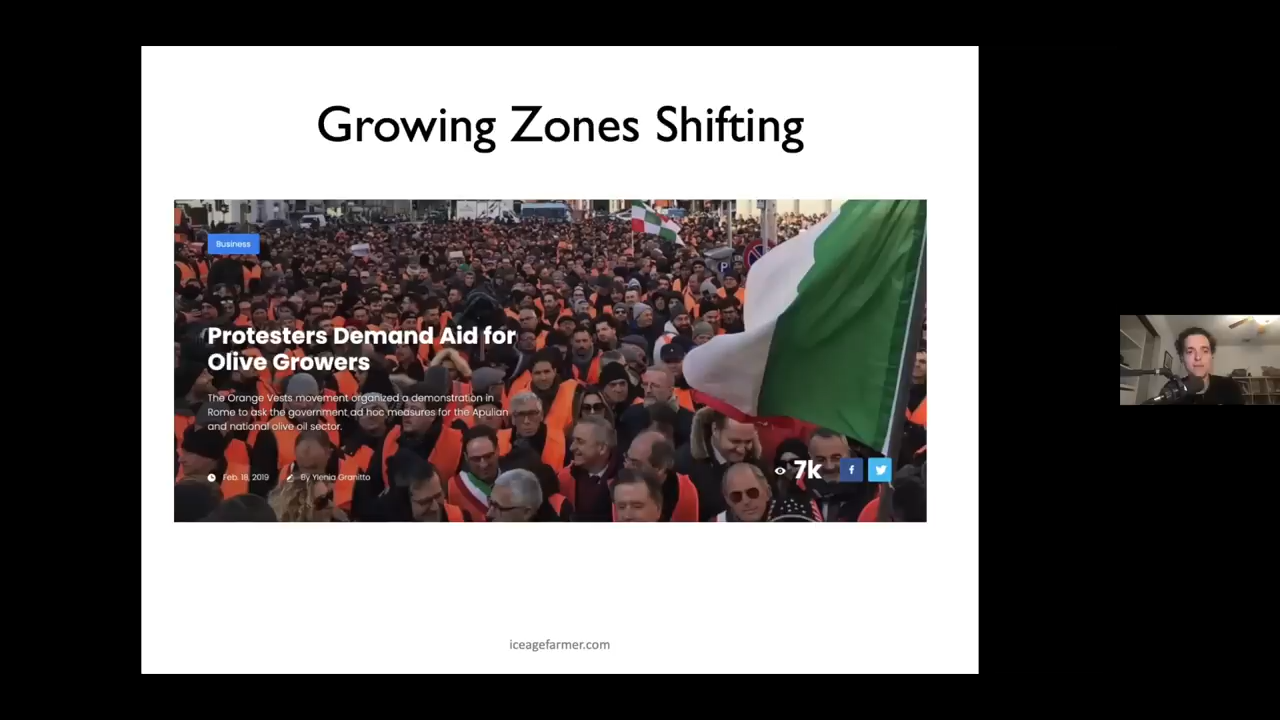 Growing Zones Shifting
Business
Protesters Demand Aid for
Olive Growers
The Orange Vests movement organized a demonstration in
Rome to ask the government ad hoc measures for the Apulian
and national olive oil sector.
Feb. 18, 2019 By Ylenia Granitto
7k
P
iceagefarmer.com